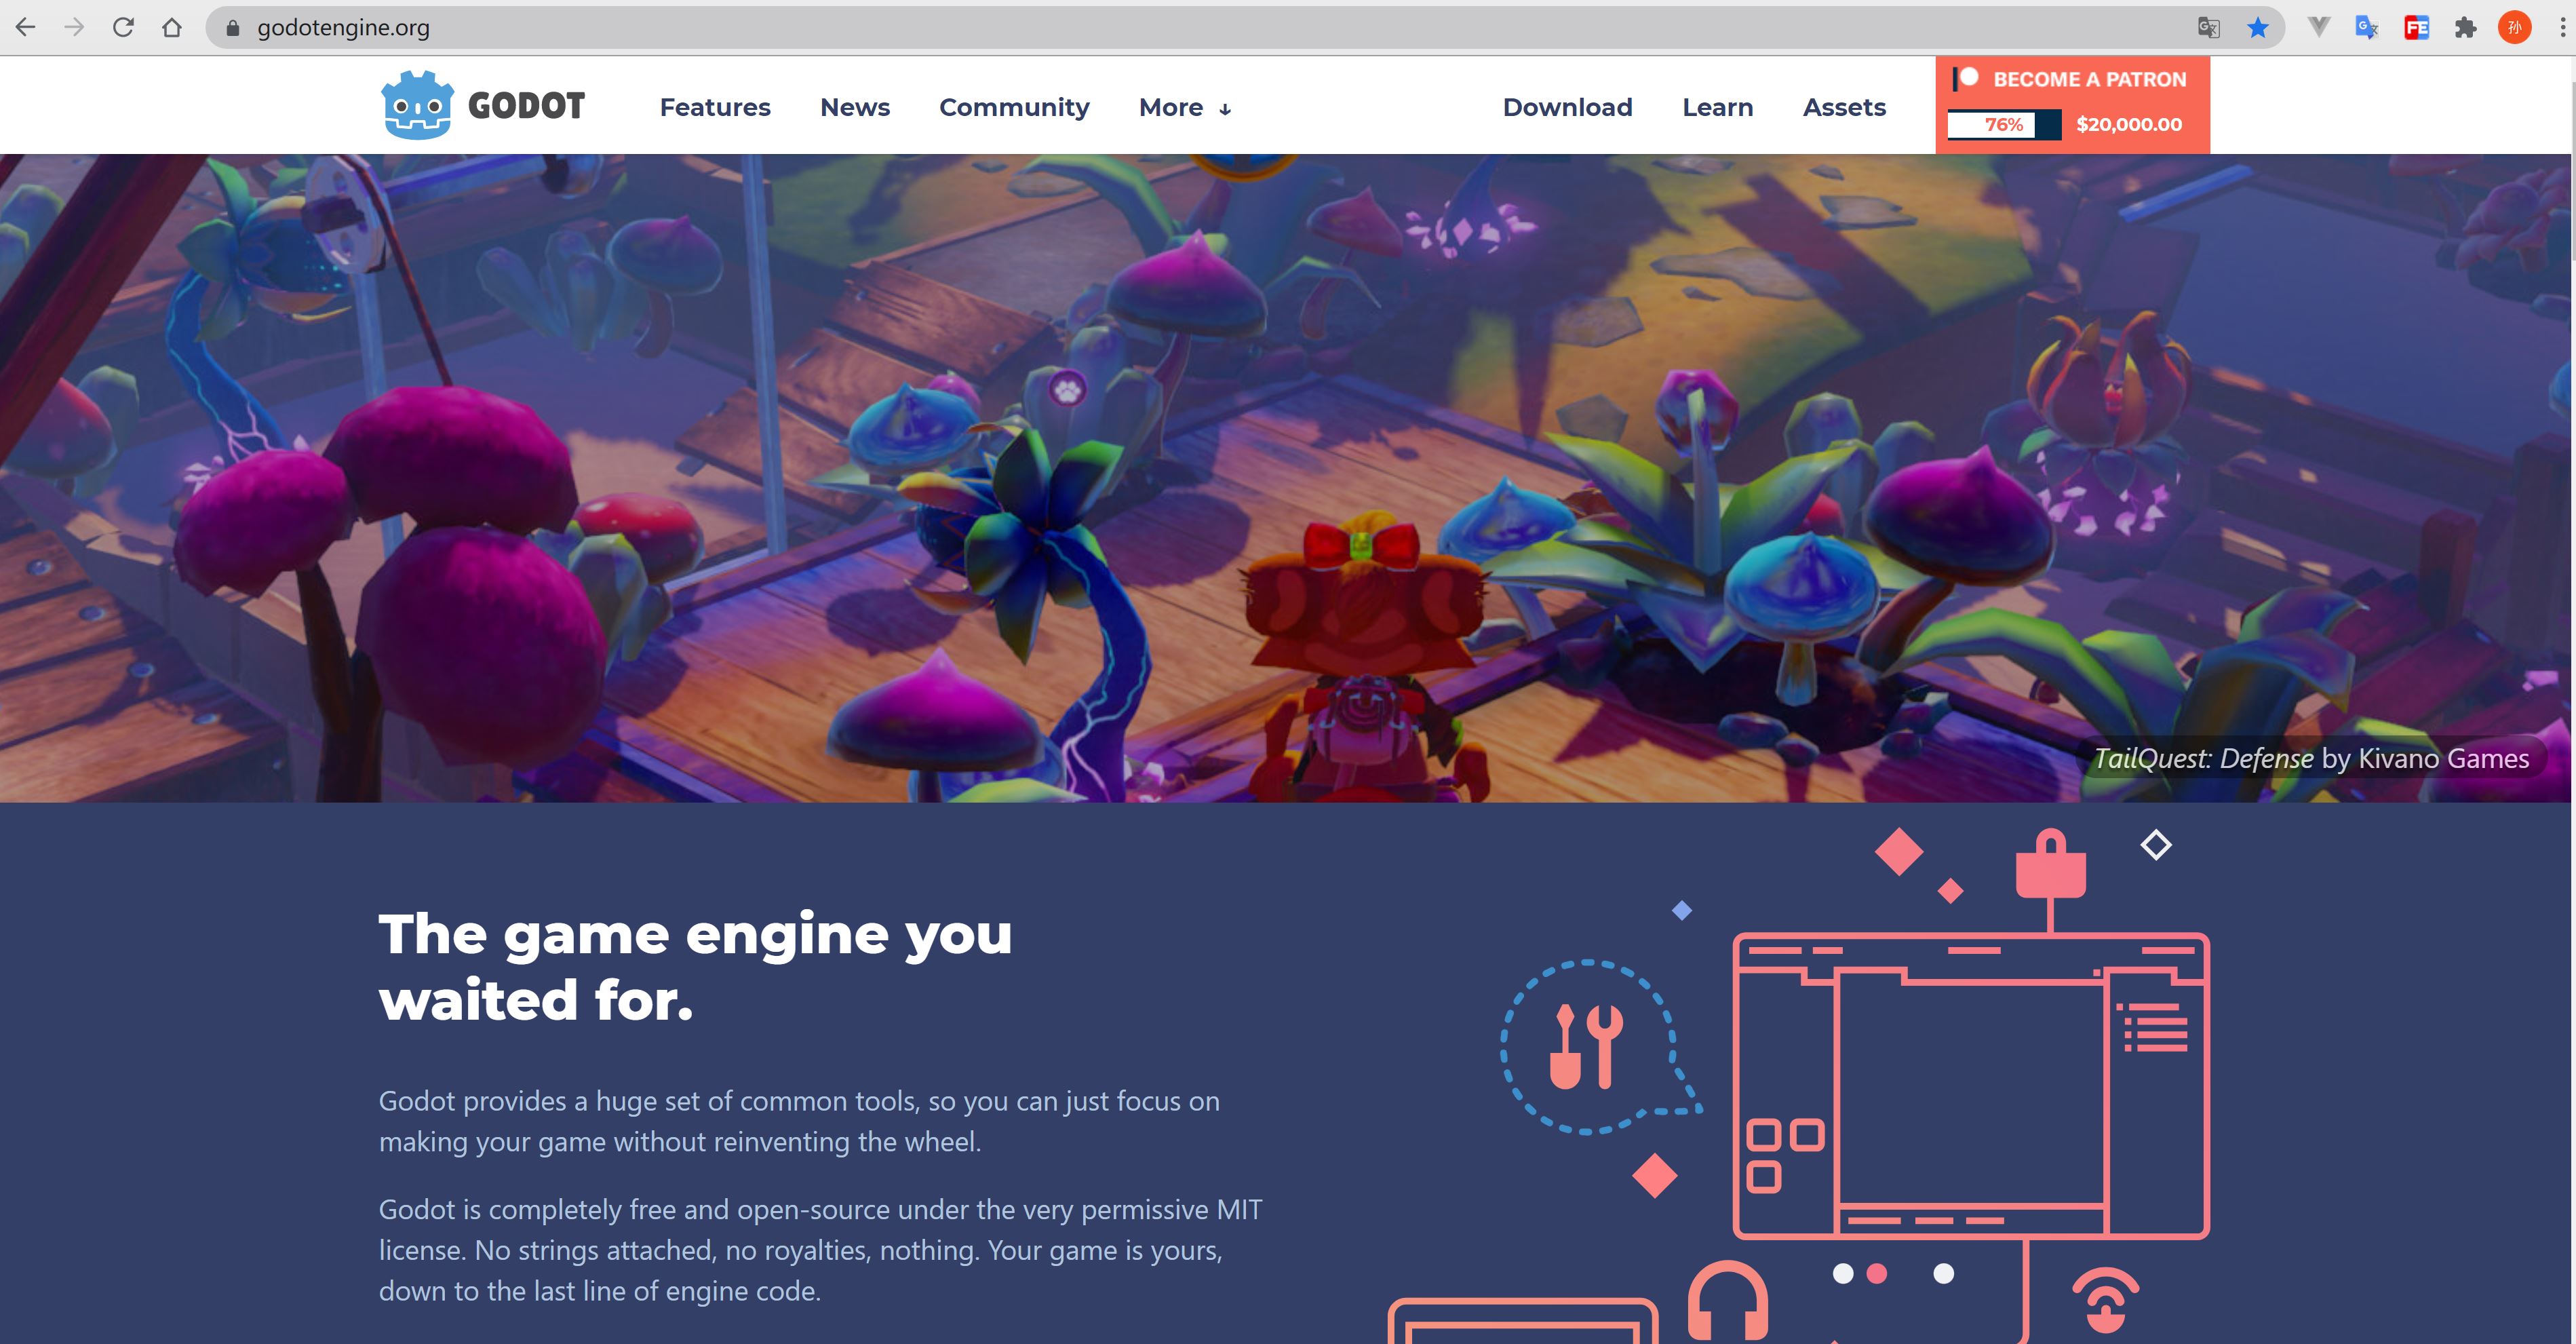 godotengine.org
孙
GODOT
Features
News
Community
More ↓
Download
Learn
Assets
BECOME A PATRON
76%
$20,000.00
TailQuest: Defense by Kivano Games
The game engine you
waited for.
Godot provides a huge set of common tools, so you can just focus on
making your game without reinventing the wheel.
Godot is completely free and open-source under the very permissive MIT
license. No strings attached, no royalties, nothing. Your game is yours,
down to the last line of engine code.